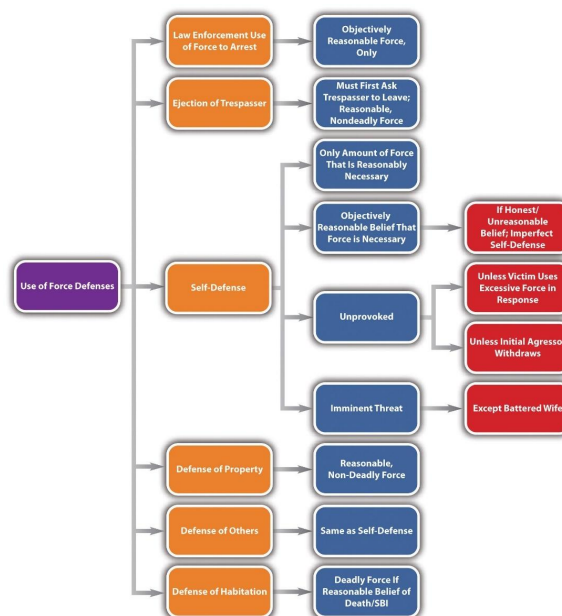 Law Enforcement Use
of Force to Arrest
Objectively
Reasonable Force,
Only
Ejection of Trespasser
Must First Ask
Trespasser to Leave;
Reasonable,
Nondeadly Force
Only Amount of Force
That Is Reasonably
Necessary
Objectively
Reasonable Belief That
Force is Necessary
If Honest/
Unreasonable
Belief; Imperfect
Self-Defense
Use of Force Defenses
Self-Defense
Unprovoked
Unless Victim Uses
Excessive Force in
Response
Unless Initial Agressor
Withdraws
Imminent Threat
Except Battered Wife
Defense of Property
Reasonable,
Non-Deadly Force
Defense of Others
Same as Self-Defense
Defense of Habitation
Deadly Force If
Reasonable Belief of
Death/SBI